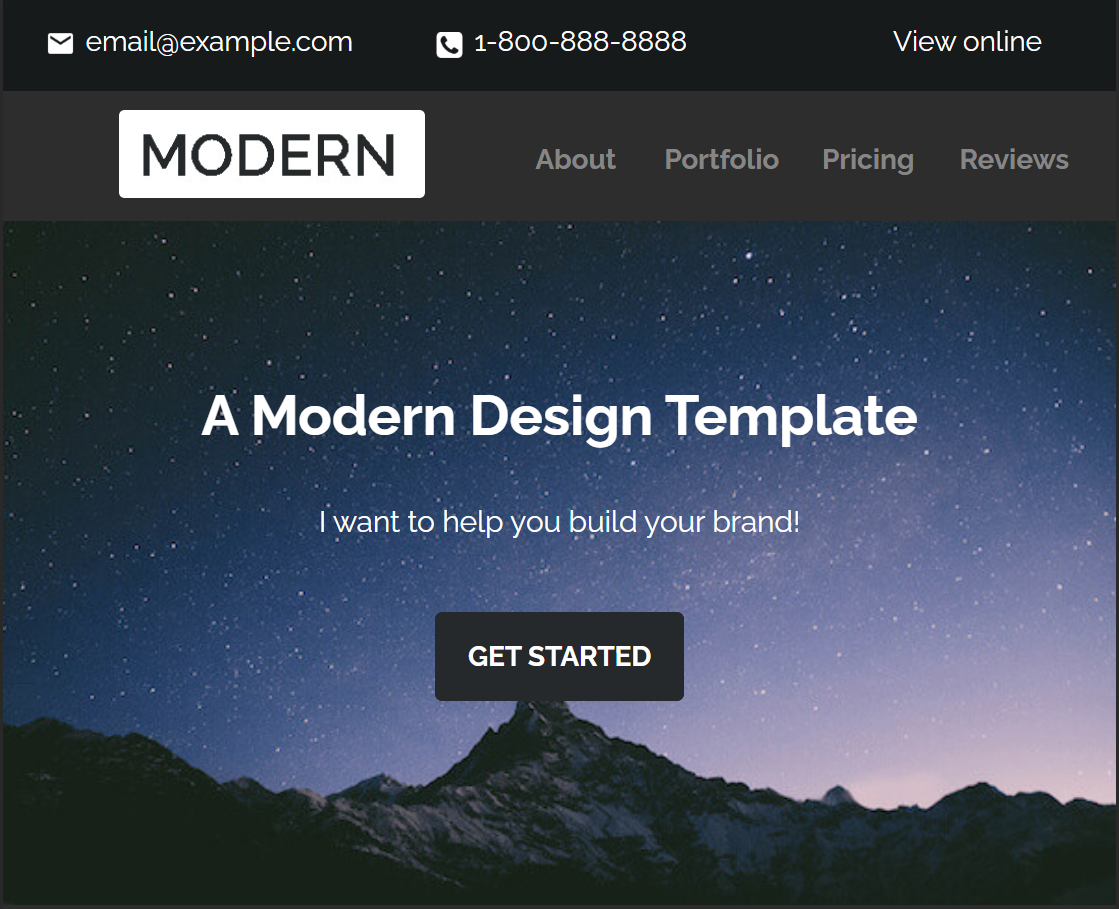 email@example.com 1-800-888-8888 View online
MODERN About Portfolio Pricing Reviews
A Modern Design Template
I want to help you build your brand!
GET STARTED